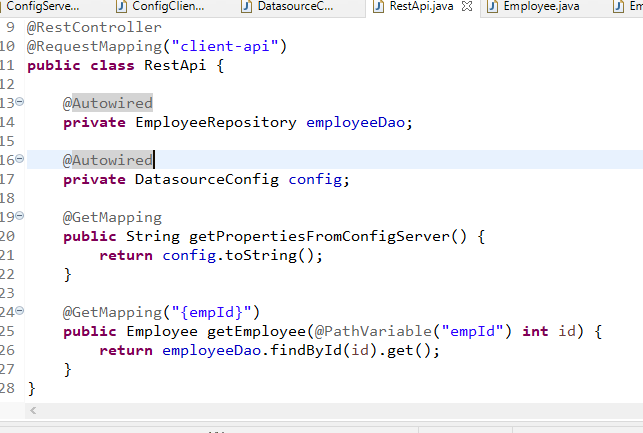 ConfigServe... ConfigClien... DatasourceC... RestApi.java Employee.java Em
9 @RestController
10 @RequestMapping("client-api")
11 public class RestApi {
12
13 @Autowired
14 private EmployeeRepository employeeDao;
15
16 @Autowired
17 private DatasourceConfig config;
18
19 @GetMapping
20 public String getPropertiesFromConfigServer() {
21 return config.toString();
22 }
23
24 @GetMapping("{empId}")
25 public Employee getEmployee(@PathVariable("empId") int id) {
26 return employeeDao.findById(id).get();
27 }
28 }